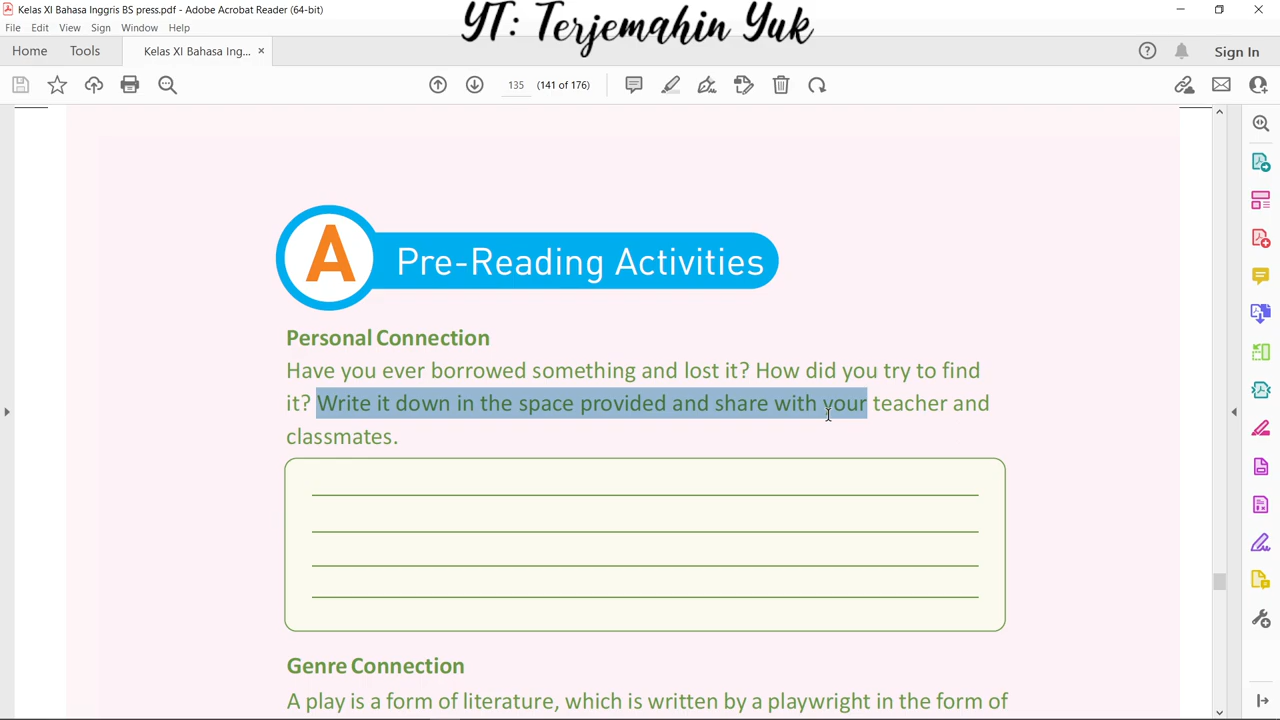 Kelas XI Bahasa Inggris BS press.pdf - Adobe Acrobat Reader (64-bit)
YT: Terjemahin Yuk
File Edit View Sign Window Help
Home Tools Kelas XI Bahasa Ing... × Sign In
135 (141 of 176)
A Pre-Reading Activities
Personal Connection
Have you ever borrowed something and lost it? How did you try to find
it? Write it down in the space provided and share with your teacher and
classmates.
Genre Connection
A play is a form of literature, which is written by a playwright in the form of